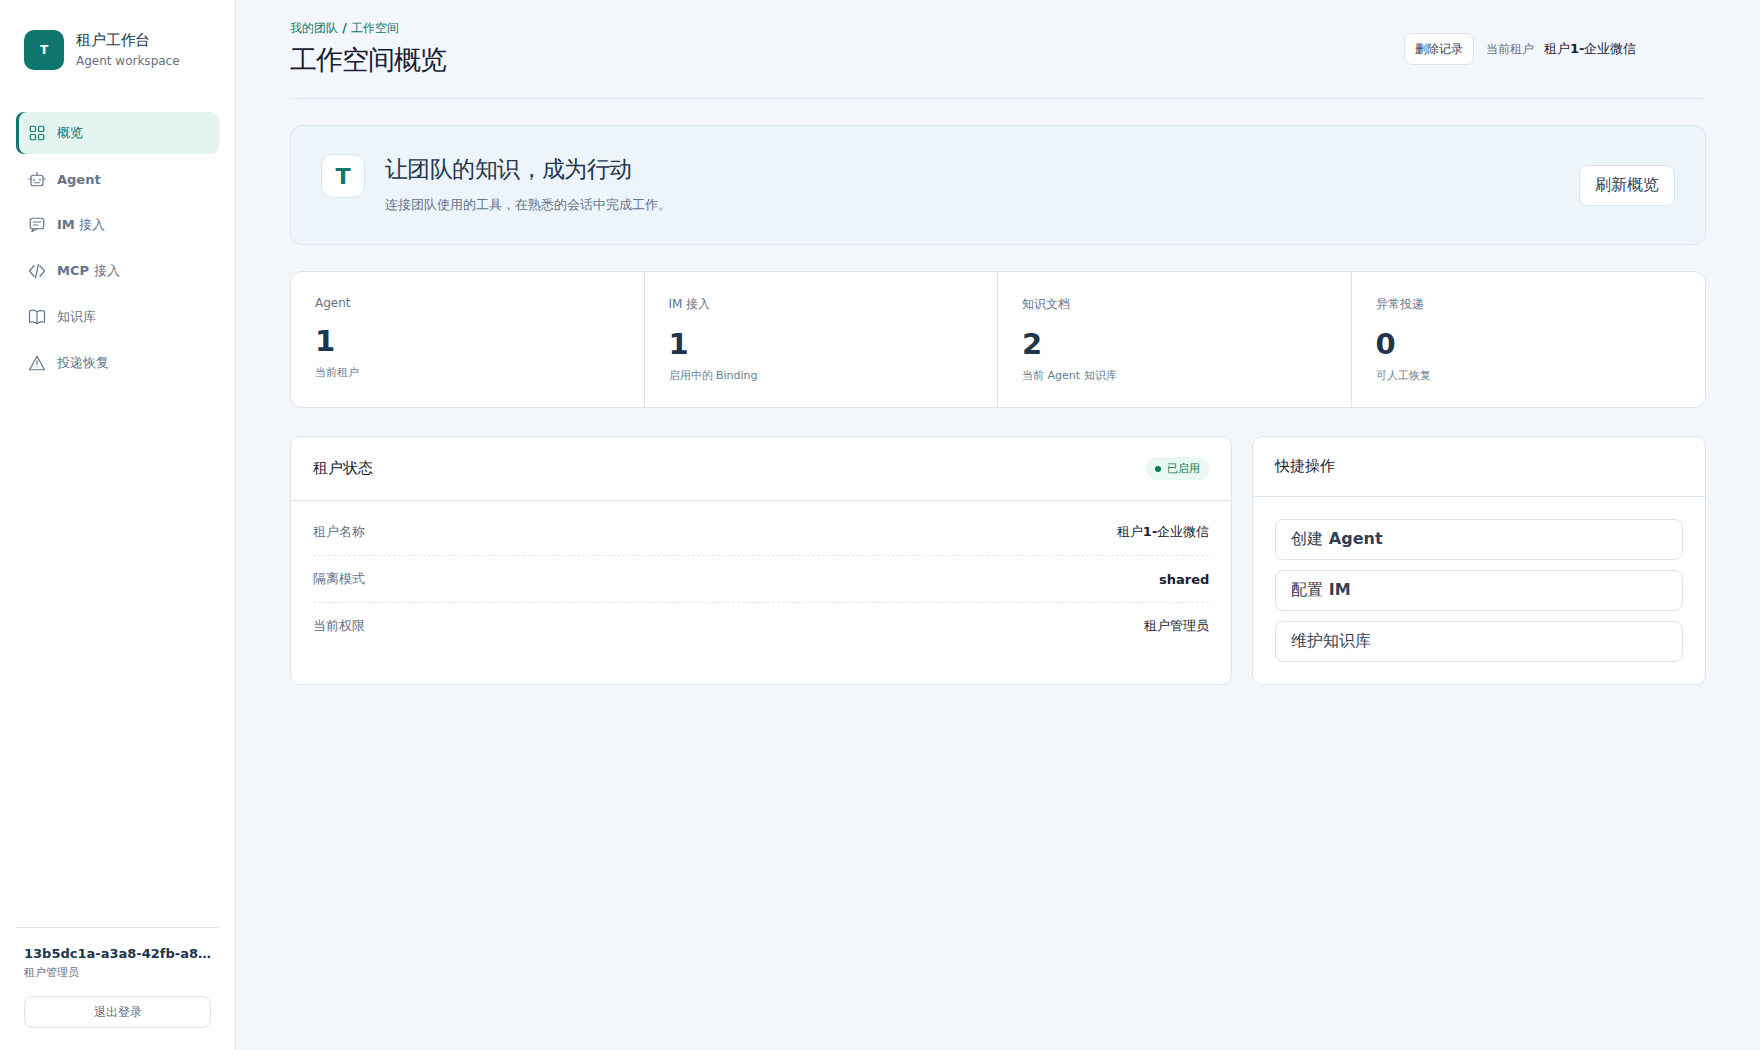 T
租户工作台
Agent workspace
概览
Agent
IM 接入
MCP 接入
知识库
投递恢复
13b5dc1a-a3a8-42fb-a8…
租户管理员
退出登录
我的团队 / 工作空间
工作空间概览
删除记录
当前租户 租户1-企业微信
T
让团队的知识，成为行动
连接团队使用的工具，在熟悉的会话中完成工作。
刷新概览
Agent
1
当前租户
IM 接入
1
启用中的 Binding
知识文档
2
当前 Agent 知识库
异常投递
0
可人工恢复
租户状态
已启用
租户名称 租户1-企业微信
隔离模式 shared
当前权限 租户管理员
快捷操作
创建 Agent
配置 IM
维护知识库